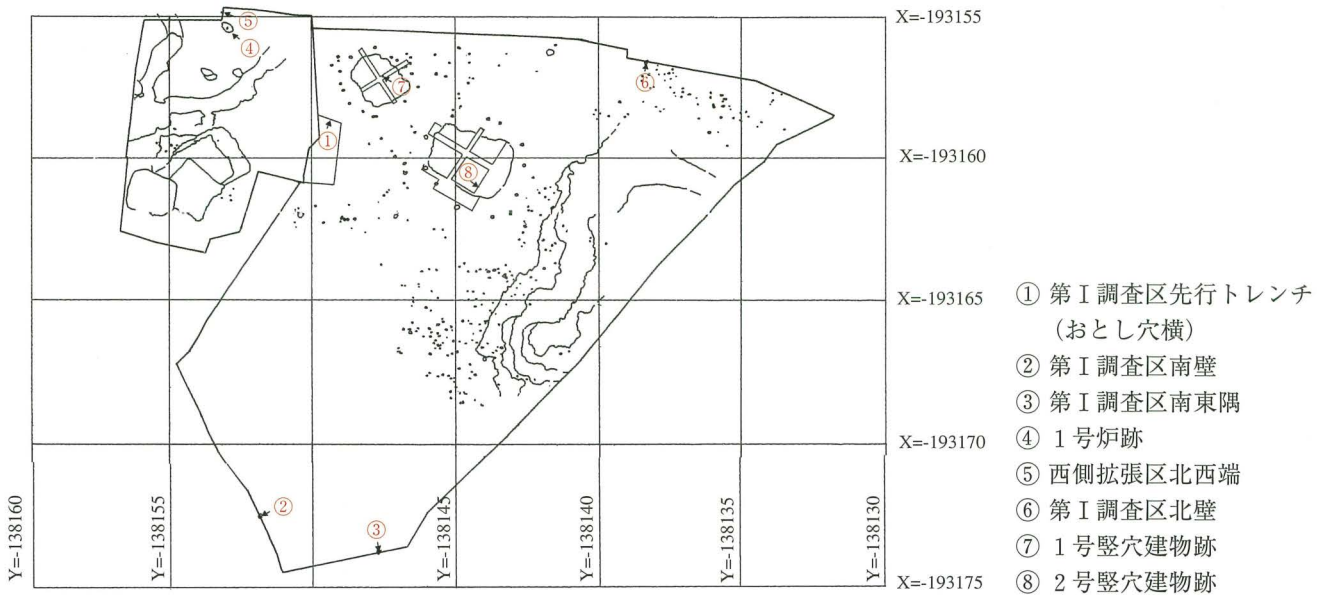 ⑤
④
⑦
⑥
①
⑧
②
③
X=-193155
X=-193160
X=-193165
X=-193170
X=-193175
Y=-138160
Y=-138155
Y=-138145
Y=-138140
Y=-138135
Y=-138130
① 第Ⅰ調査区先行トレンチ
(おとし穴横)
② 第Ⅰ調査区南壁
③ 第Ⅰ調査区南東隅
④ 1号炉跡
⑤ 西側拡張区北西端
⑥ 第Ⅰ調査区北壁
⑦ 1号竪穴建物跡
⑧ 2号竪穴建物跡